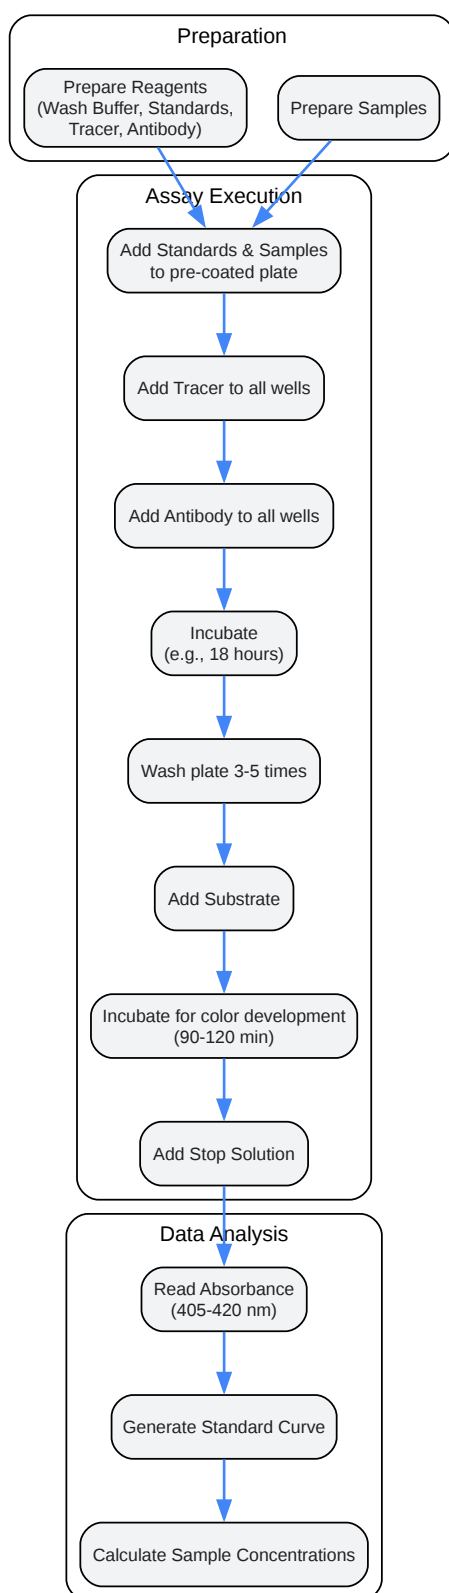 Preparation
Prepare Reagents
(Wash Buffer, Standards,
Tracer, Antibody)
Prepare Samples
Assay Execution
Add Standards & Samples
to pre-coated plate
Add Tracer to all wells
Add Antibody to all wells
Incubate
(e.g., 18 hours)
Wash plate 3-5 times
Add Substrate
Incubate for color development
(90-120 min)
Add Stop Solution
Data Analysis
Read Absorbance
(405-420 nm)
Generate Standard Curve
Calculate Sample Concentrations